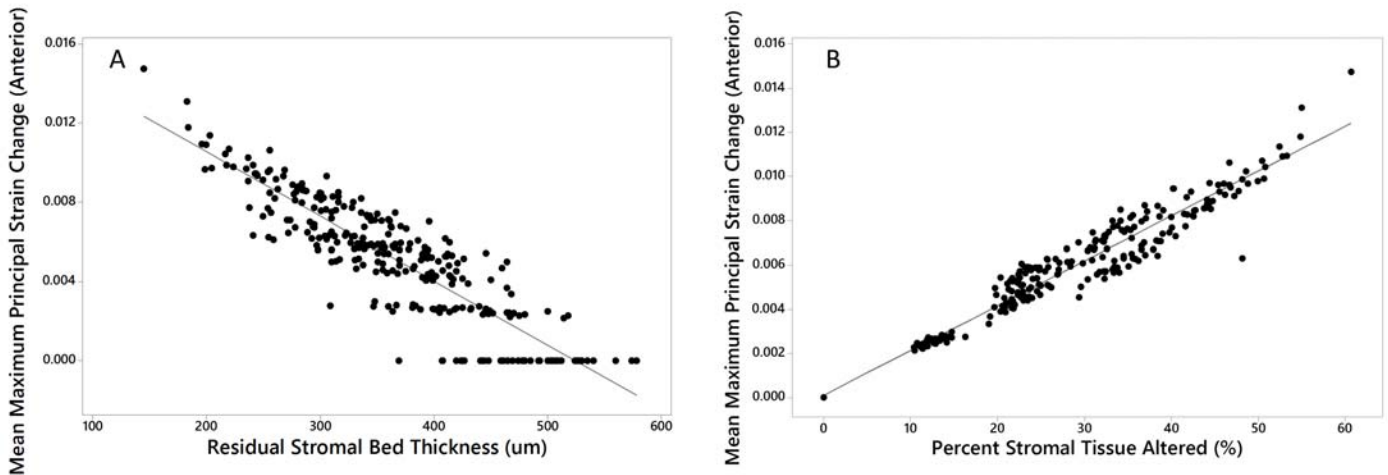 Mean Maximum Principal Strain Change (Anterior)
A
0.016
0.012
0.008
0.004
0.000
100 200 300 400 500 600
Residual Stromal Bed Thickness (um)
Mean Maximum Principal Strain Change (Anterior)
B
0.016
0.014
0.012
0.010
0.008
0.006
0.004
0.002
0.000
0 10 20 30 40 50 60
Percent Stromal Tissue Altered (%)